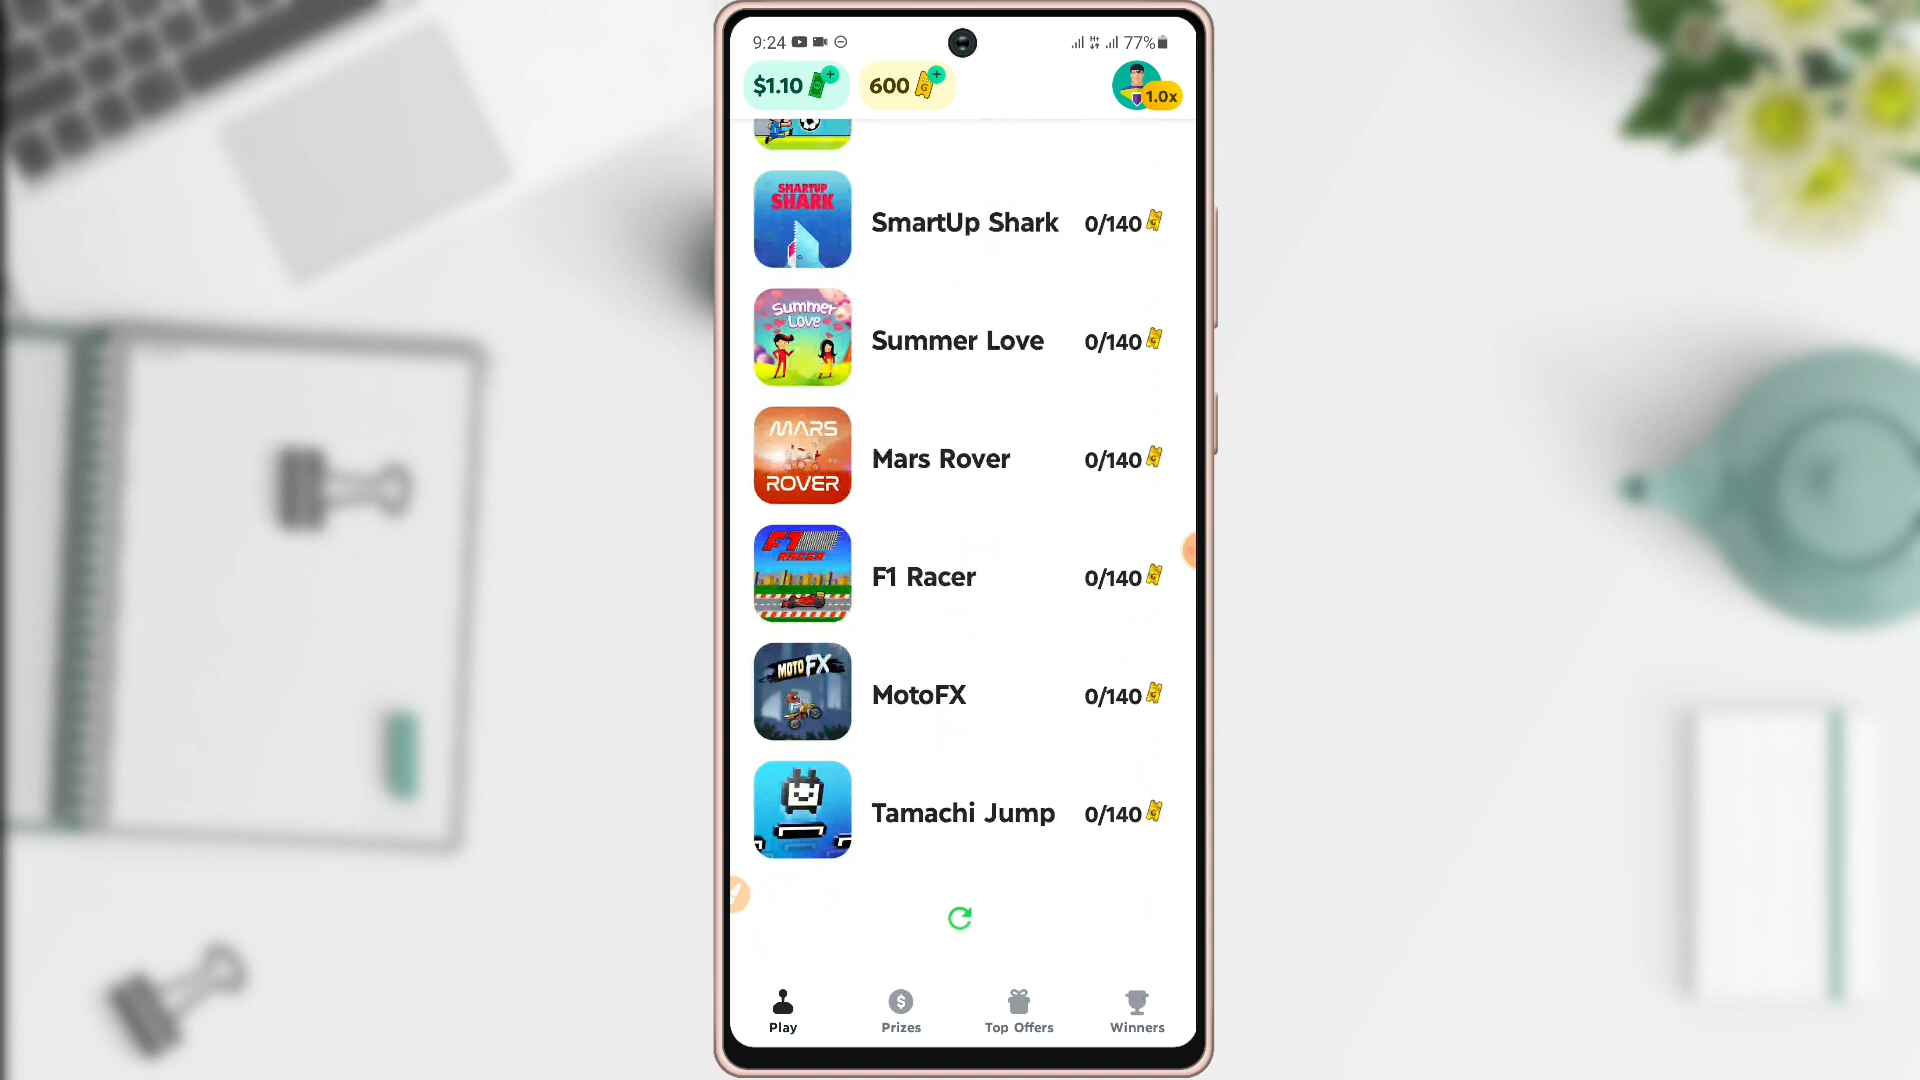 9:24 77%
$1.10 600 1.0x
SMARTUP
SHARK
SmartUp Shark 0/140
Summer
Love
Summer Love 0/140
MARS
ROVER
Mars Rover 0/140
F1
RACER
F1 Racer 0/140
MOTO FX
MotoFX 0/140
Tamachi Jump 0/140
Play Prizes Top Offers Winners